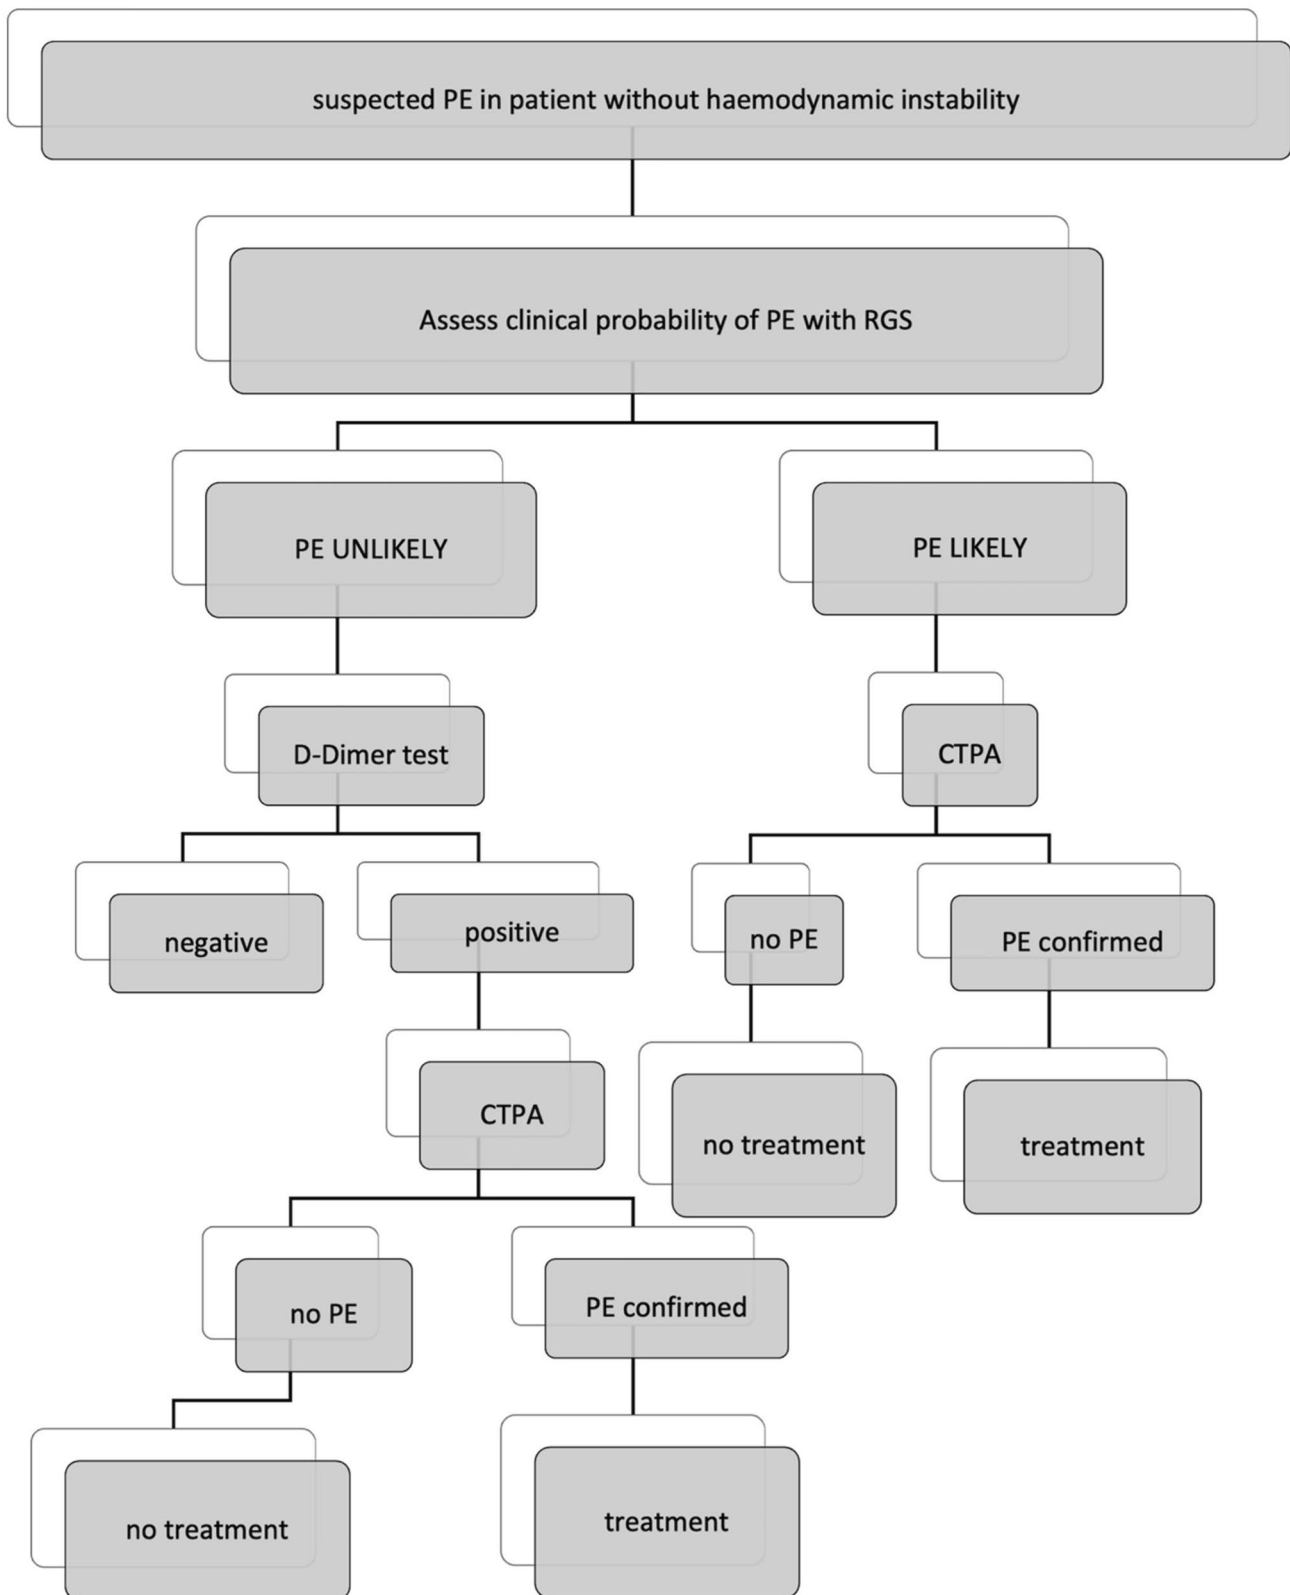 suspected PE in patient without haemodynamic instability
Assess clinical probability of PE with RGS
PE UNLIKELY
PE LIKELY
D-Dimer test
CTPA
negative
positive
no PE
PE confirmed
CTPA
no treatment
treatment
no PE
PE confirmed
no treatment
treatment